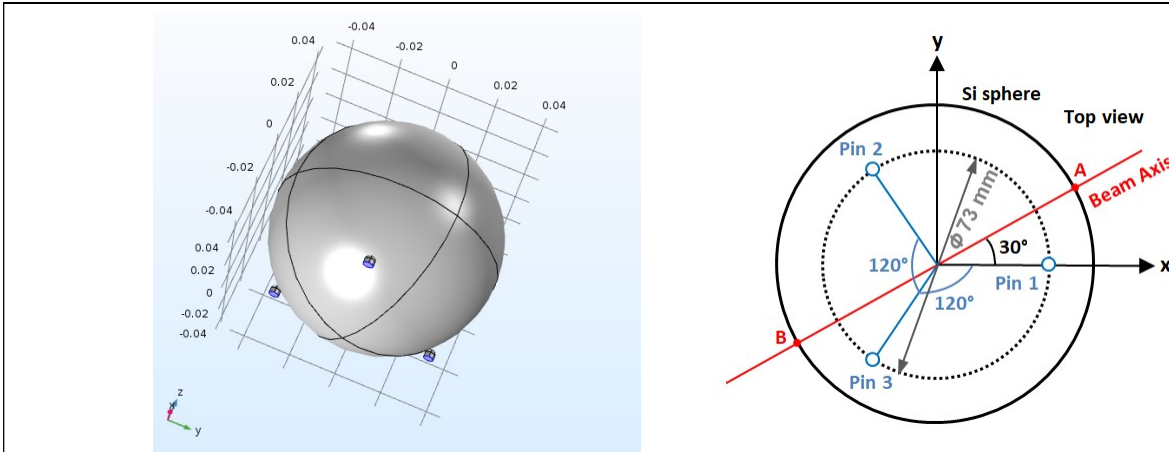 -0.04
-0.02
0
0.02
0.04
0.04
0.02
0
-0.02
-0.04
0.04
0.02
0
-0.02
-0.04
z
x
y
y
Si sphere
Top view
Pin 2
A
Beam Axis
Φ 73 mm
30°
120°
x
Pin 1
120°
B
Pin 3